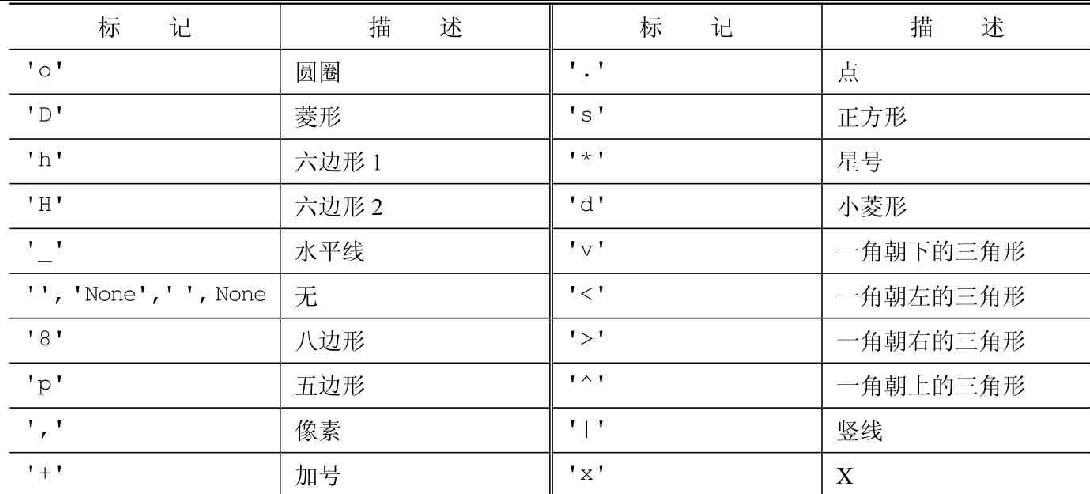 标 记 描 述 标 记 描 述
'o' 圆圈 '.' 点
'D' 菱形 's' 正方形
'h' 六边形 1 '*' 星号
'H' 六边形 2 'd' 小菱形
'_' 水平线 'v' 一角朝下的三角形
'','None',' ',None 无 '<' 一角朝左的三角形
'8' 八边形 '>' 一角朝右的三角形
'p' 五边形 '^' 一角朝上的三角形
',' 像素 '|' 竖线
'+' 加号 'x' X